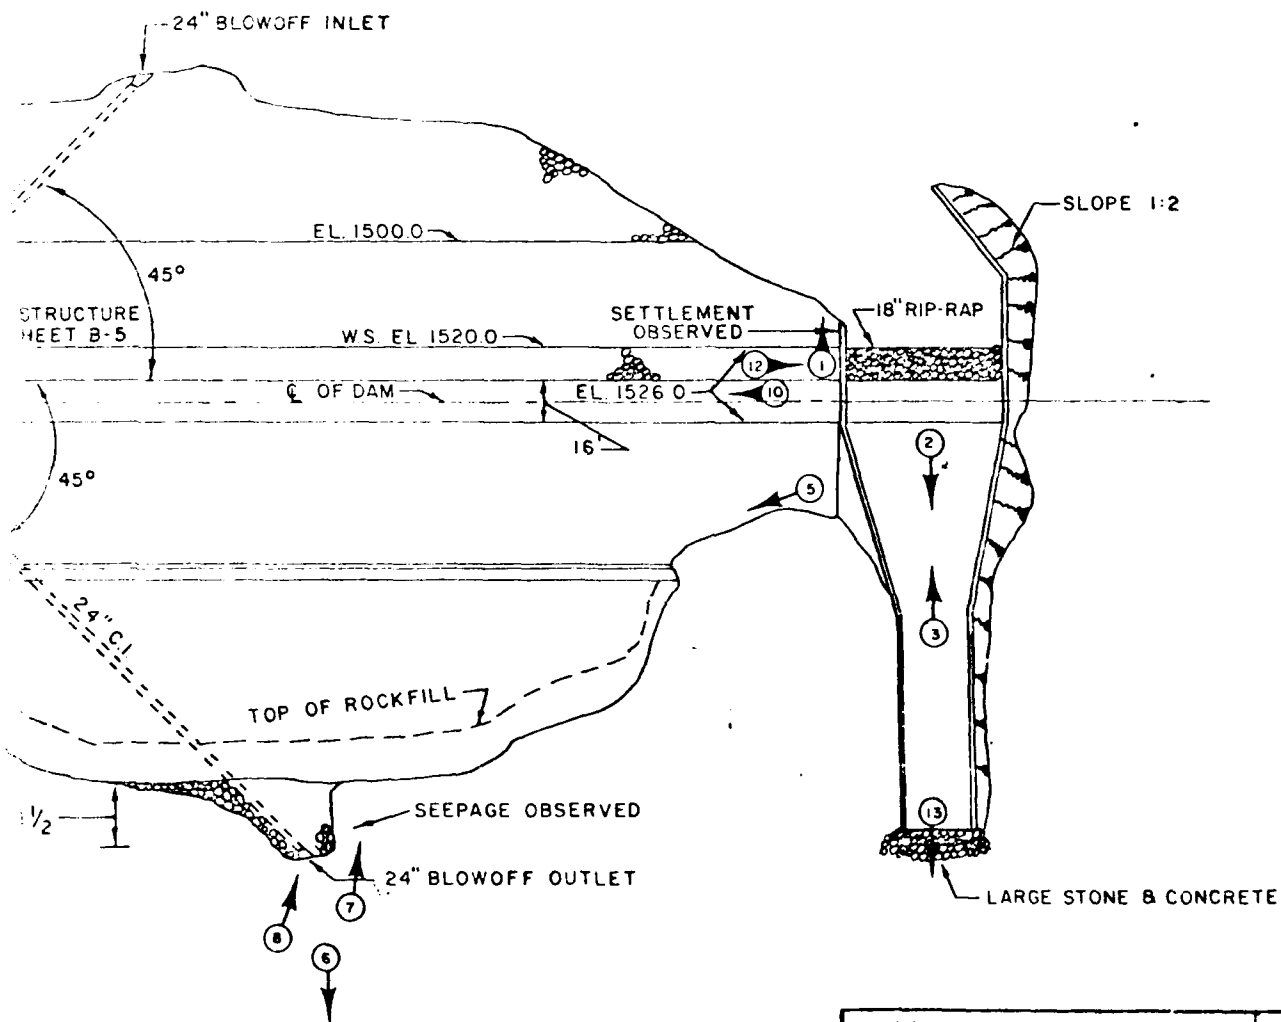 24" BLOWOFF INLET
SLOPE 1:2
EL. 1500.0
45°
STRUCTURE
HEET B-5
SETTLEMENT
OBSERVED
18" RIP-RAP
W.S. EL 1520.0
12
1
℄ OF DAM
EL. 1526.0
10
16'
2
45°
5
24" C.I.
3
TOP OF ROCKFILL
1/2
SEEPAGE OBSERVED
13
24" BLOWOFF OUTLET
LARGE STONE & CONCRETE
7
8
6